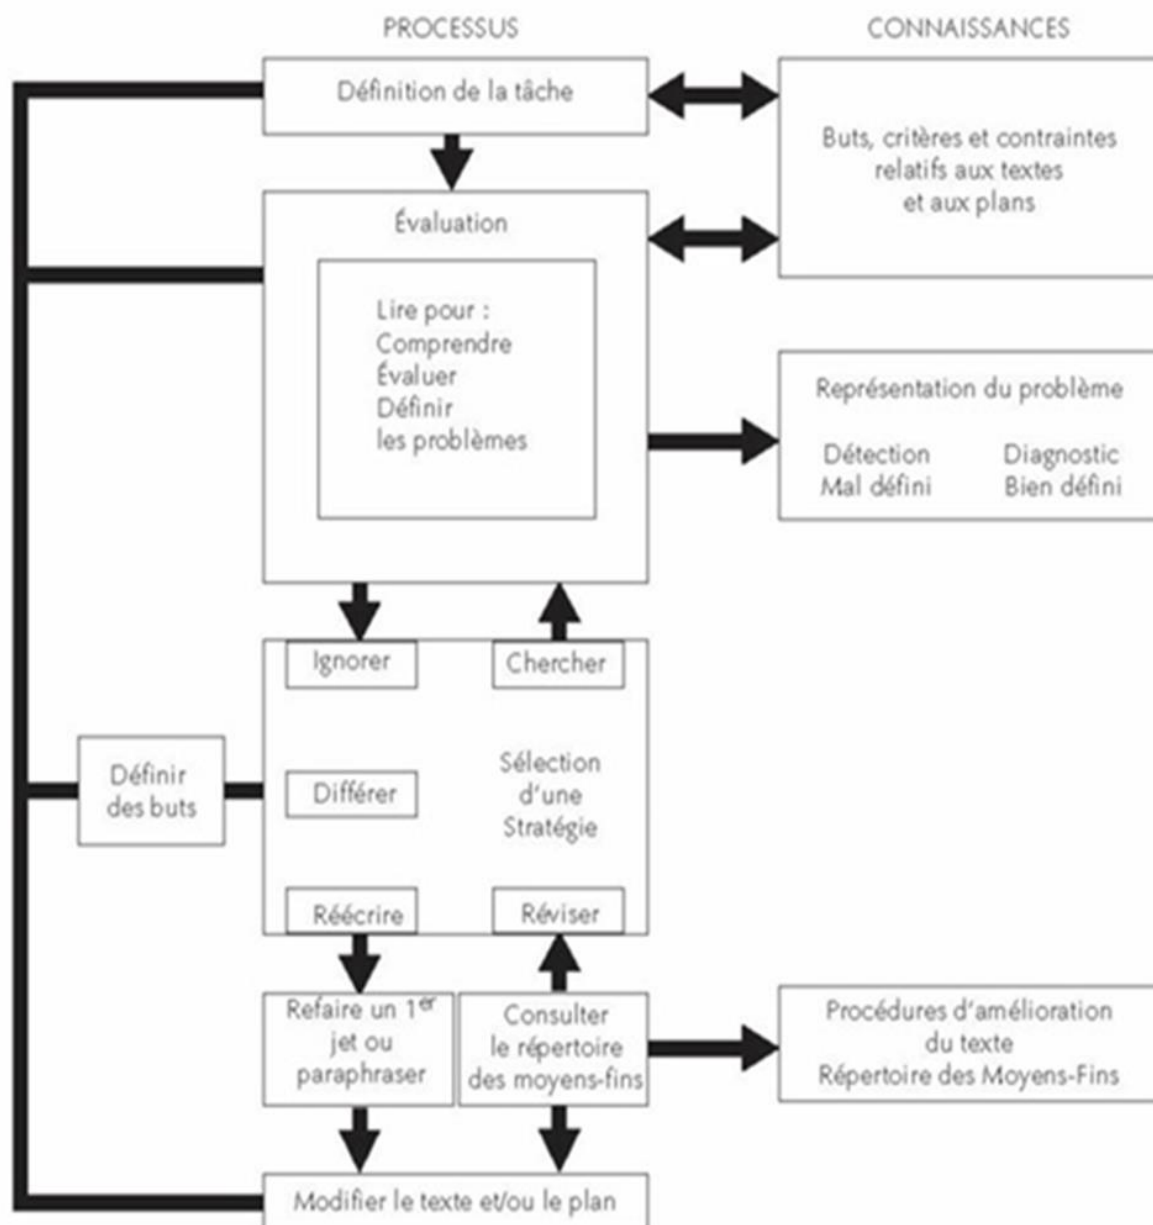 PROCESSUS
CONNAISSANCES
Définition de la tâche
Buts, critères et contraintes
relatifs aux textes
et aux plans
Évaluation
Lire pour :
Comprendre
Évaluer
Définir
les problèmes
Représentation du problème
Détection
Mal défini
Diagnostic
Bien défini
Ignorer
Chercher
Définir
des buts
Différer
Sélection
d'une
Stratégie
Réécrire
Réviser
Refaire un 1er
jet ou
paraphraser
Consulter
le répertoire
des moyens-fins
Procédures d'amélioration
du texte
Répertoire des Moyens-Fins
Modifier le texte et/ou le plan